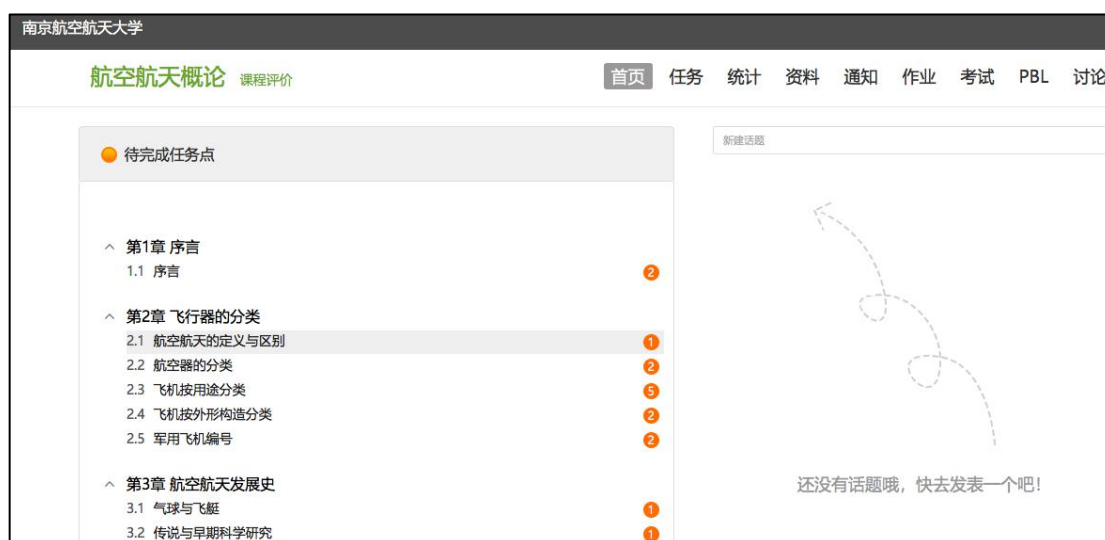 南京航空航天大学
航空航天概论 课程评价 首页 任务 统计 资料 通知 作业 考试 PBL 讨论
待完成任务点
新建话题
第1章 序言
1.1 序言 2
第2章 飞行器的分类
2.1 航空航天的定义与区别 1
2.2 航空器的分类 2
2.3 飞机按用途分类 5
2.4 飞机按外形构造分类 2
2.5 军用飞机编号 2
第3章 航空航天发展史
3.1 气球与飞艇 1
3.2 传说与早期科学研究 1
还没有话题哦，快去发表一个吧！